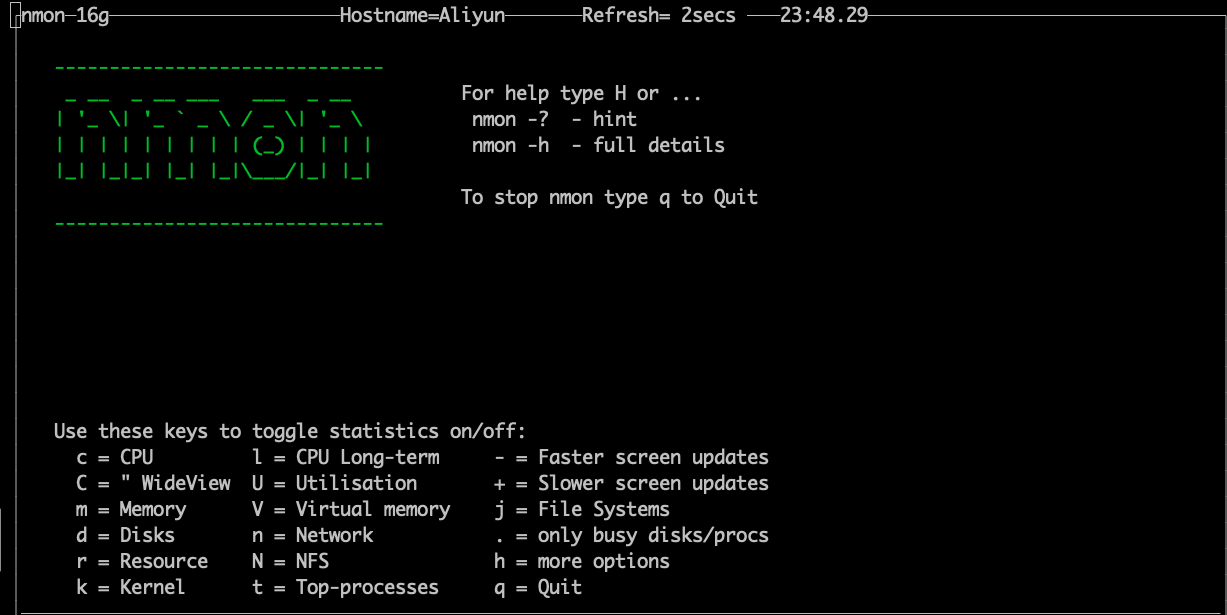 nmon-16g Hostname=Aliyun Refresh= 2secs 23:48.29
------------------------------
 _ __  _ __ ___   ___  _ __
| '_ \| '_ ` _ \ / _ \| '_ \
| | | | | | | | | (_) | | | |
|_| |_|_| |_| |_|\___/|_| |_|
------------------------------
For help type H or ...
nmon -?  - hint
nmon -h  - full details
To stop nmon type q to Quit
Use these keys to toggle statistics on/off:
c = CPU        l = CPU Long-term     - = Faster screen updates
C = " WideView  U = Utilisation       + = Slower screen updates
m = Memory     V = Virtual memory    j = File Systems
d = Disks      n = Network           . = only busy disks/procs
r = Resource   N = NFS               h = more options
k = Kernel     t = Top-processes     q = Quit